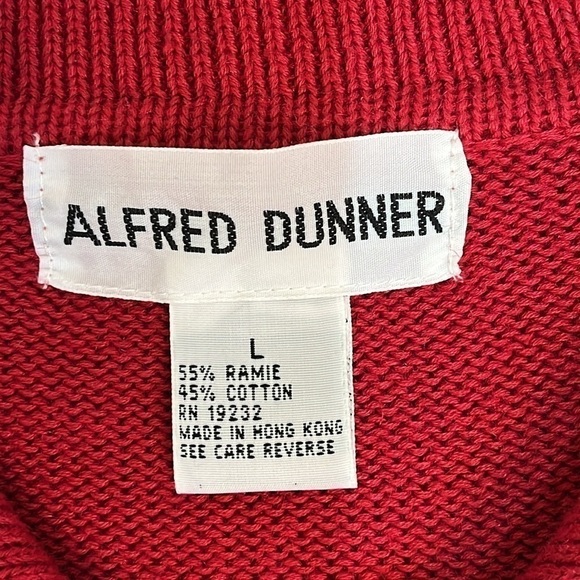 ALFRED DUNNER
L
55% RAMIE
45% COTTON
RN 19232
MADE IN HONG KONG
SEE CARE REVERSE